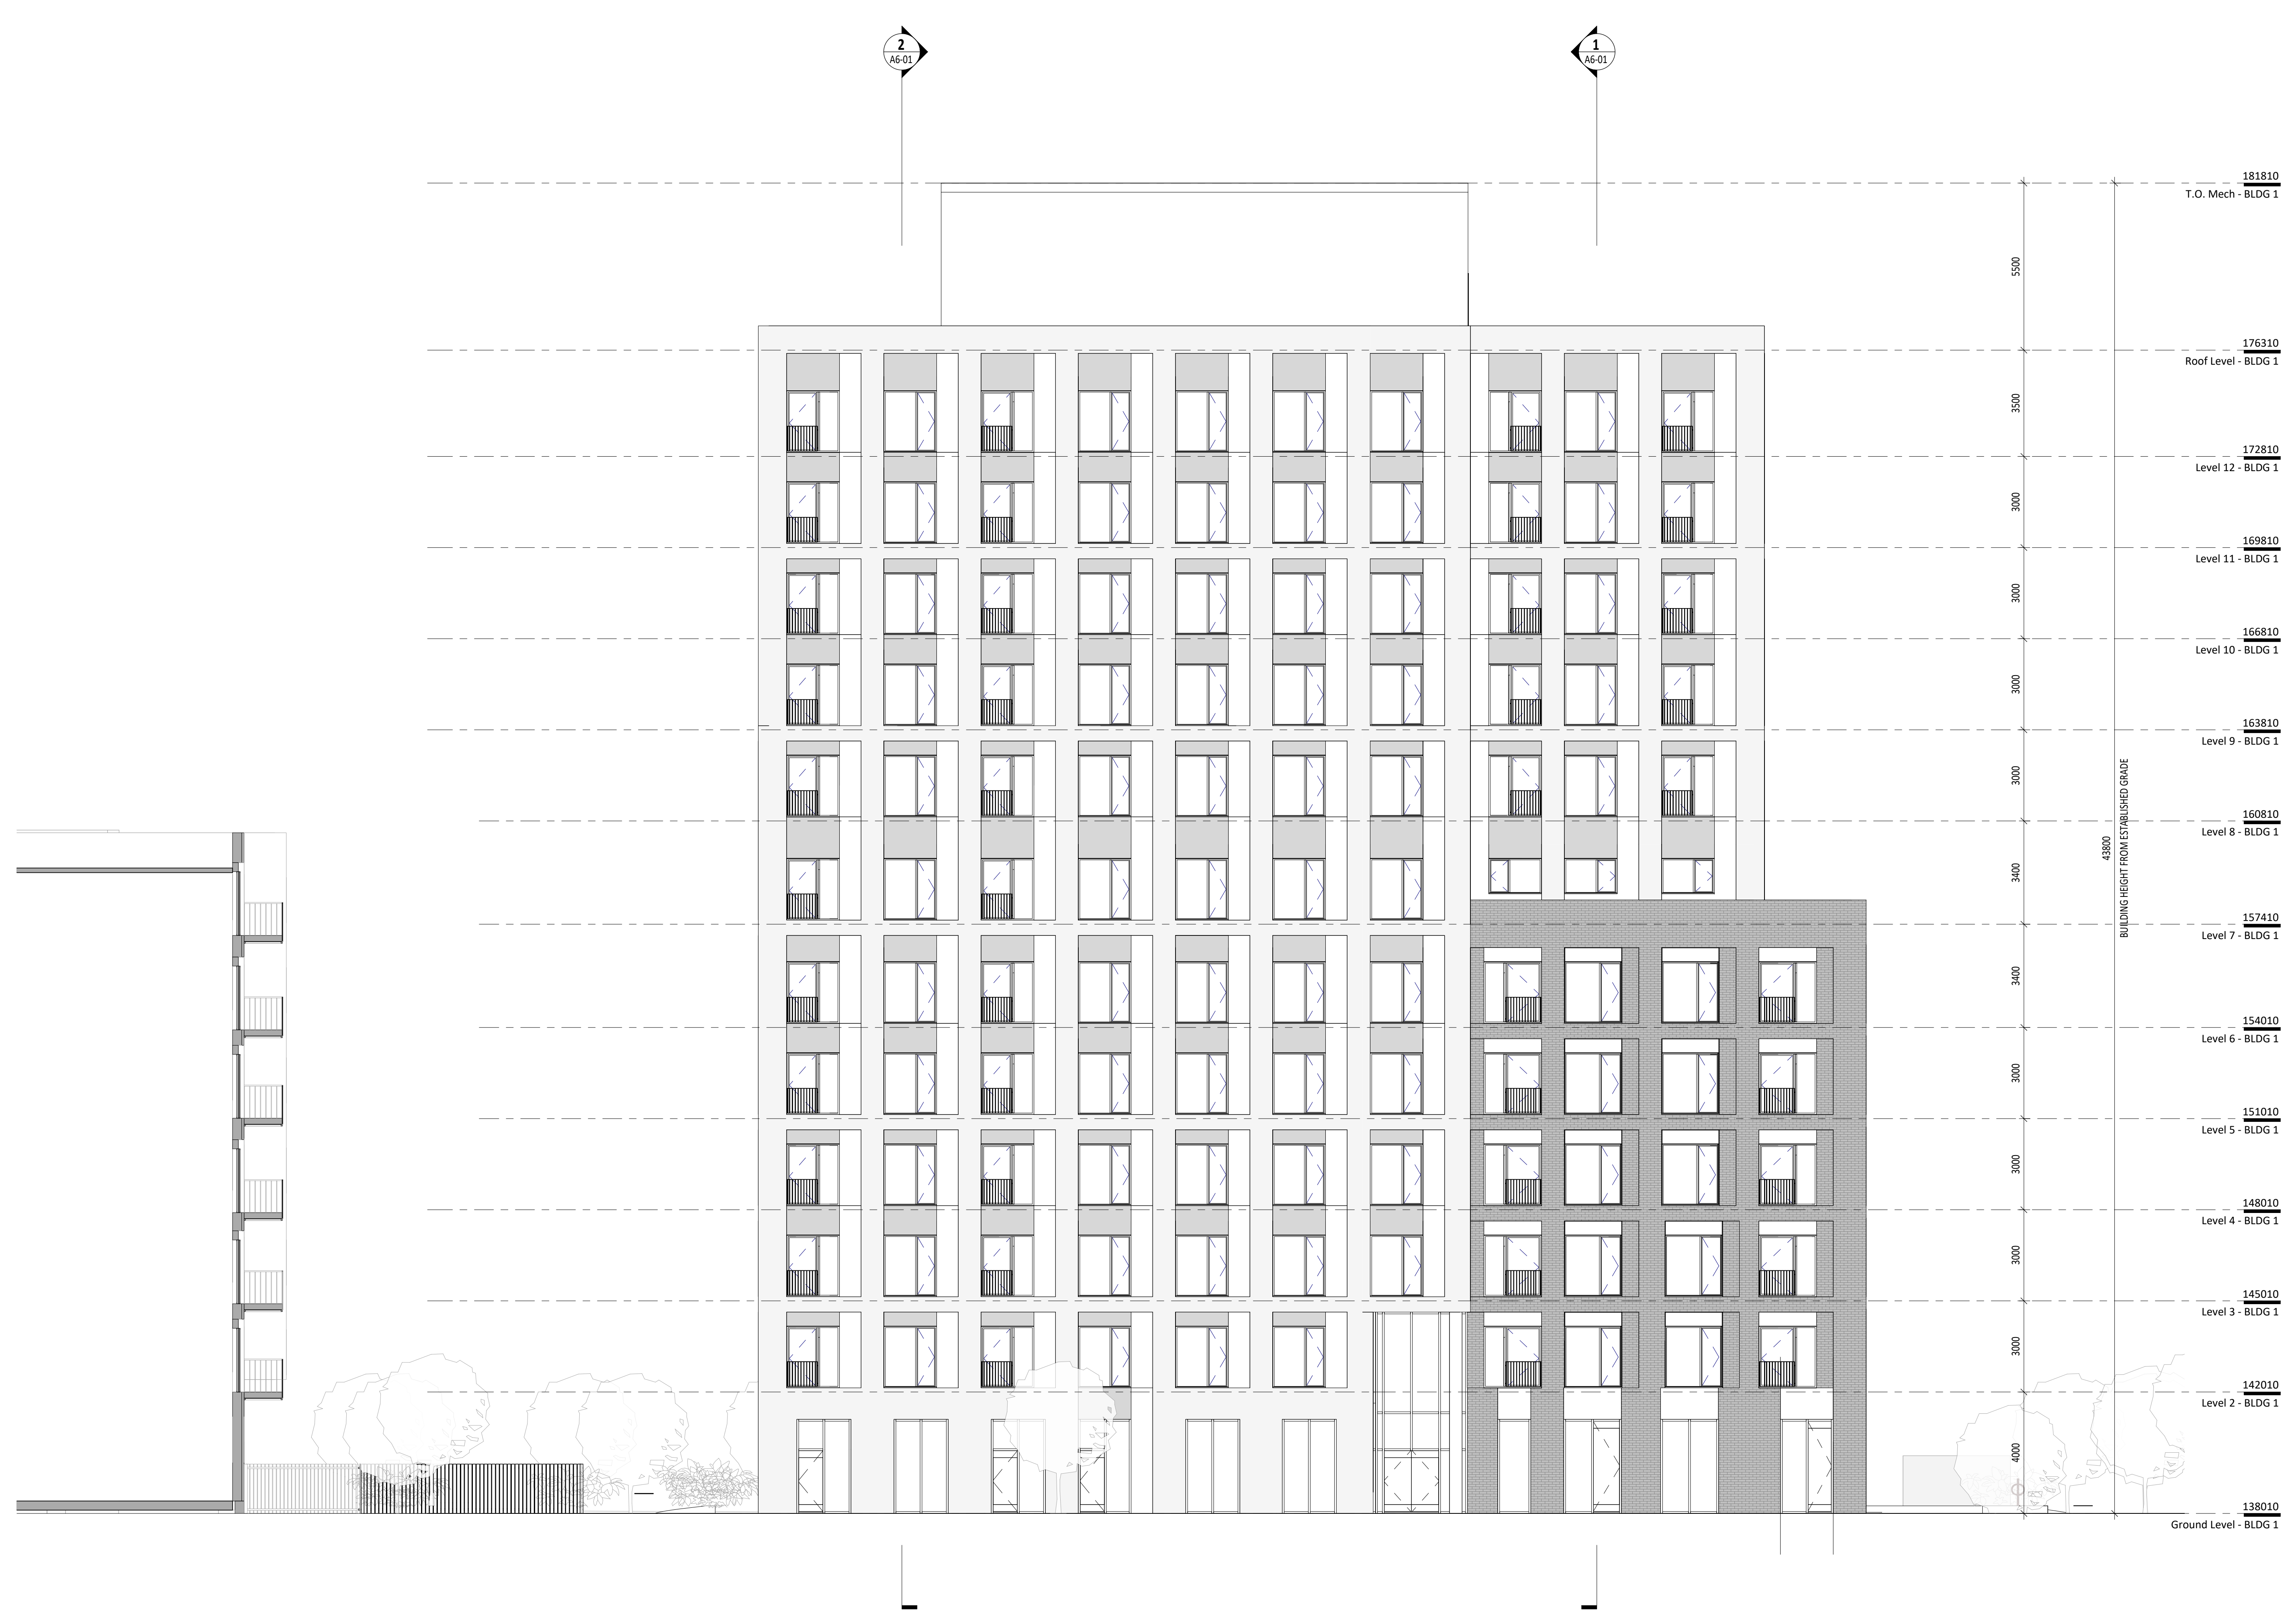 2
A6-01
1
A6-01
181810
T.O. Mech - BLDG 1
5500
176310
Roof Level - BLDG 1
3500
172810
Level 12 - BLDG 1
3000
169810
Level 11 - BLDG 1
3000
166810
Level 10 - BLDG 1
3000
163810
Level 9 - BLDG 1
3000
160810
Level 8 - BLDG 1
3400
43800
BUILDING HEIGHT FROM ESTABLISHED GRADE
157410
Level 7 - BLDG 1
3400
154010
Level 6 - BLDG 1
3000
151010
Level 5 - BLDG 1
3000
148010
Level 4 - BLDG 1
3000
145010
Level 3 - BLDG 1
3000
142010
Level 2 - BLDG 1
4000
138010
Ground Level - BLDG 1